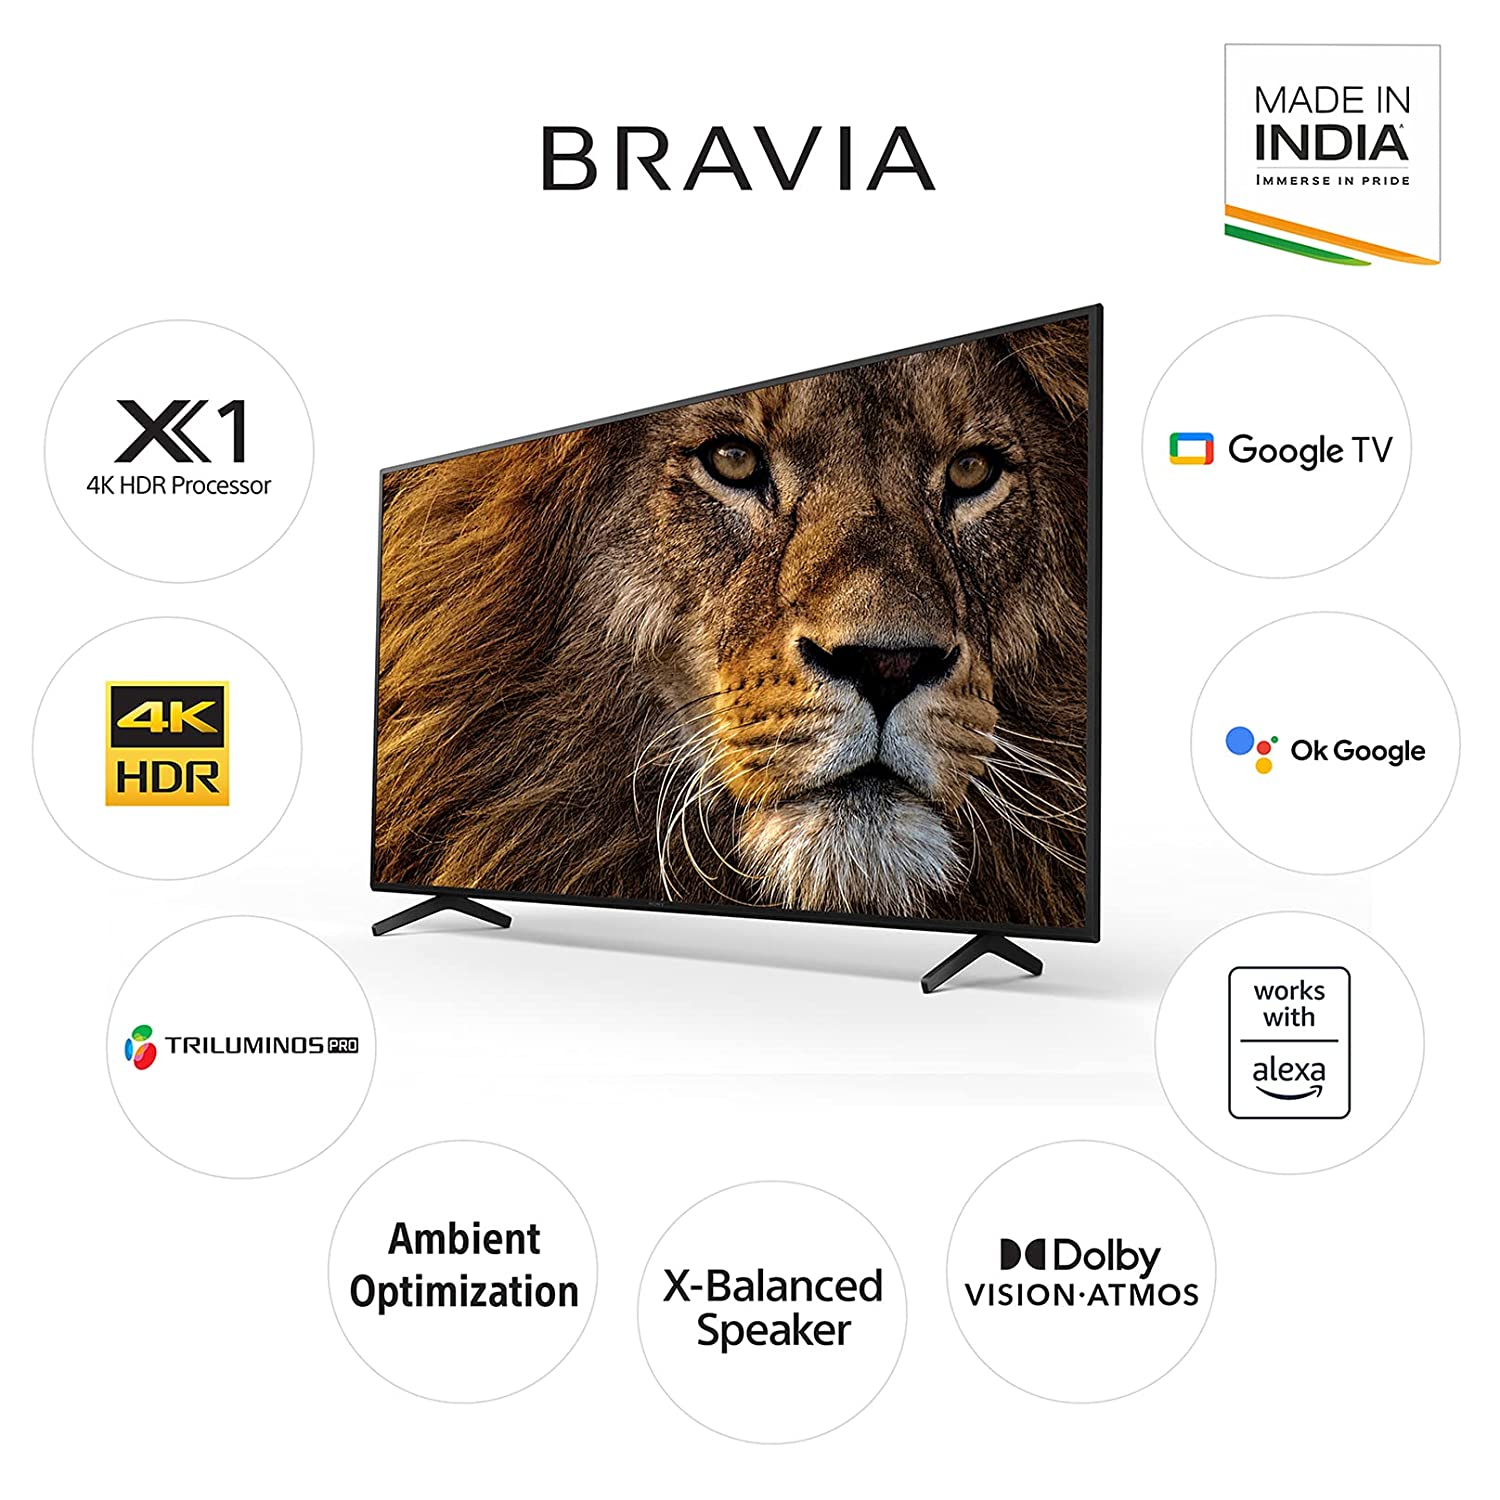 BRAVIA
MADE IN
INDIA
IMMERSE IN PRIDE
X1
4K HDR Processor
Google TV
4K
HDR
Ok Google
SONY
TRILUMINOS PRO
works
with
alexa
Ambient
Optimization
X-Balanced
Speaker
Dolby
VISION·ATMOS